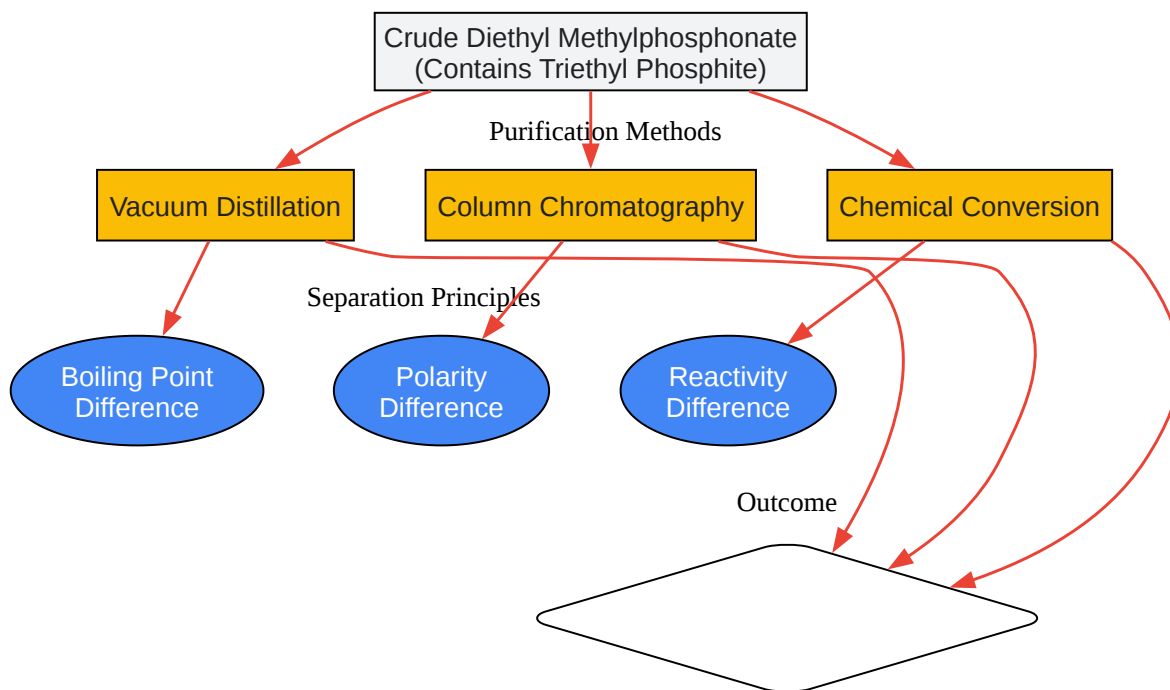 Crude Diethyl Methylphosphonate
(Contains Triethyl Phosphite)
Purification Methods
Vacuum Distillation
Column Chromatography
Chemical Conversion
Separation Principles
Boiling Point
Difference
Polarity
Difference
Reactivity
Difference
Outcome